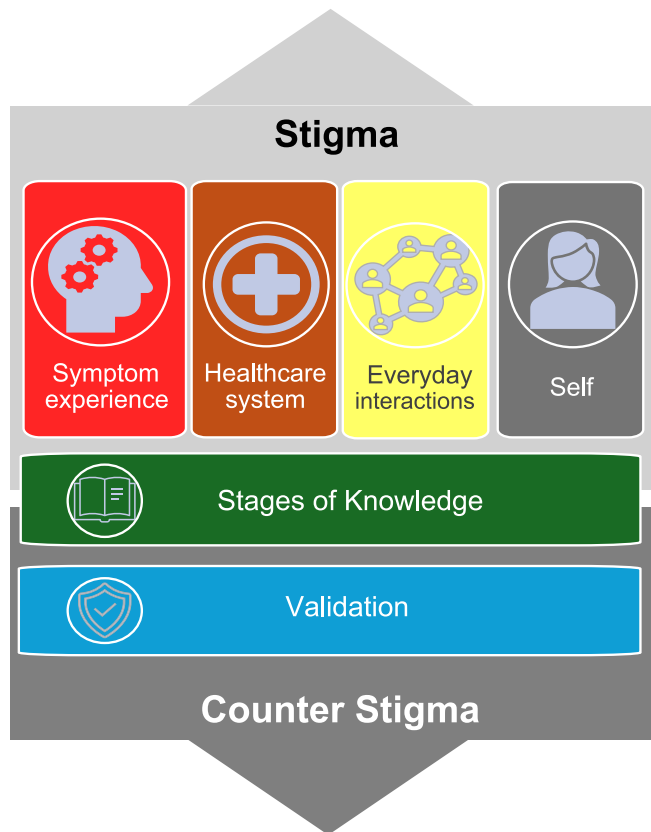 Stigma
Symptom
experience
Healthcare
system
Everyday
interactions
Self
Stages of Knowledge
Validation
Counter Stigma